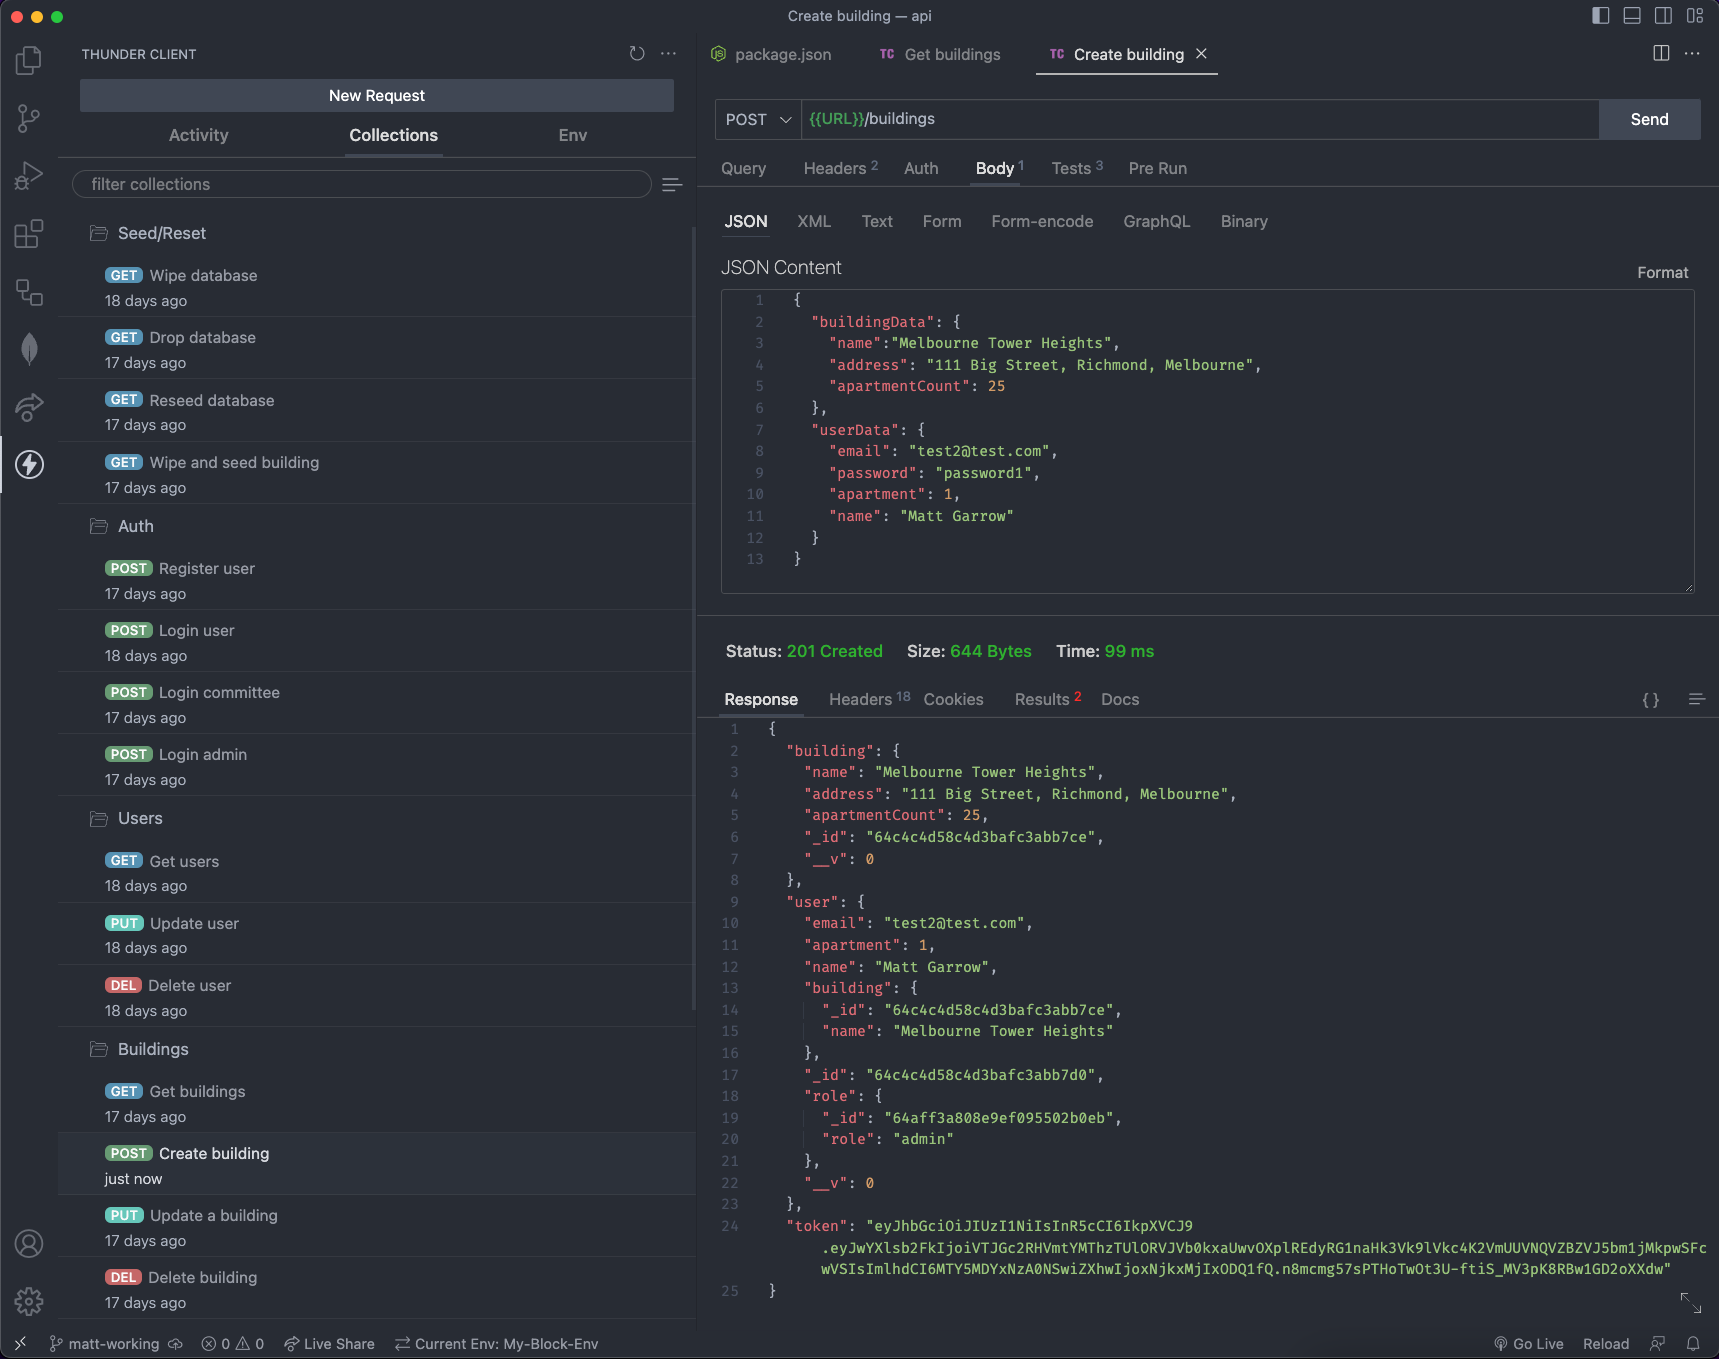 Create building — api
THUNDER CLIENT
New Request
Activity
Collections
Env
filter collections
Seed/Reset
GET Wipe database
18 days ago
GET Drop database
17 days ago
GET Reseed database
17 days ago
GET Wipe and seed building
17 days ago
Auth
POST Register user
17 days ago
POST Login user
18 days ago
POST Login committee
17 days ago
POST Login admin
17 days ago
Users
GET Get users
18 days ago
PUT Update user
18 days ago
DEL Delete user
18 days ago
Buildings
GET Get buildings
17 days ago
POST Create building
just now
PUT Update a building
17 days ago
DEL Delete building
17 days ago
package.json
TC Get buildings
TC Create building
POST
{{URL}}/buildings
Send
Query
Headers 2
Auth
Body 1
Tests 3
Pre Run
JSON
XML
Text
Form
Form-encode
GraphQL
Binary
JSON Content
Format
1 {
2 "buildingData": {
3 "name":"Melbourne Tower Heights",
4 "address": "111 Big Street, Richmond, Melbourne",
5 "apartmentCount": 25
6 },
7 "userData": {
8 "email": "test2@test.com",
9 "password": "password1",
10 "apartment": 1,
11 "name": "Matt Garrow"
12 }
13 }
Status: 201 Created
Size: 644 Bytes
Time: 99 ms
Response
Headers 18
Cookies
Results 2
Docs
{}
1 {
2 "building": {
3 "name": "Melbourne Tower Heights",
4 "address": "111 Big Street, Richmond, Melbourne",
5 "apartmentCount": 25,
6 "_id": "64c4c4d58c4d3bafc3abb7ce",
7 "__v": 0
8 },
9 "user": {
10 "email": "test2@test.com",
11 "apartment": 1,
12 "name": "Matt Garrow",
13 "building": {
14 "_id": "64c4c4d58c4d3bafc3abb7ce",
15 "name": "Melbourne Tower Heights"
16 },
17 "_id": "64c4c4d58c4d3bafc3abb7d0",
18 "role": {
19 "_id": "64aff3a808e9ef095502b0eb",
20 "role": "admin"
21 },
22 "__v": 0
23 },
24 "token": "eyJhbGciOiJIUzI1NiIsInR5cCI6IkpXVCJ9
.eyJwYXlsb2FkIjoiVTJGc2RHVmtYMThzTUlORVJVb0kxaUwvOXplREdyRG1naHk3Vk9lVkc4K2VmUUVNQVZBZVJ5bm1jMkpwSFc
wVSIsImlhdCI6MTY5MDYxNzA0NSwiZXhwIjoxNjkxMjIxODQ1fQ.n8mcmg57sPTHoTwOt3U-ftiS_MV3pK8RBw1GD2oXXdw"
25 }
matt-working
0
0
Live Share
Current Env: My-Block-Env
Go Live
Reload